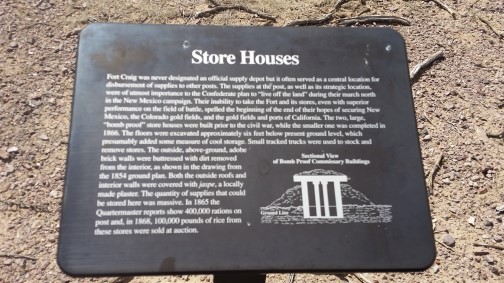 Store Houses
Fort Craig was never designated an official supply depot but it often served as a central location for
disbursement of supplies to other posts. The supplies at the post, as well as its strategic location,
were of utmost importance to the Confederate plan to "live off the land" during their march north
in the New Mexico campaign. Their inability to take the Fort and its stores, even with superior
performance on the field of battle, spelled the beginning of the end of their hopes of securing New
Mexico, the Colorado gold fields, and the gold fields and ports of California. The two, large,
"bomb proof" store houses were built prior to the civil war, while the smaller one was completed in
1866. The floors were excavated approximately six feet below present ground level, which
presumably added some measure of cool storage. Small tracked trucks were used to stock and
remove stores. The outside, above-ground, adobe
brick walls were buttressed with dirt removed
from the interior, as shown in the drawing from
the 1854 ground plan. Both the outside roofs and
interior walls were covered with jaspe, a locally
made plaster. The quantity of supplies that could
be stored here was massive. In 1865 the
Quartermaster reports show 400,000 rations on
post and, in 1868, 100,000 pounds of rice from
these stores were sold at auction.
Sectional View
of Bomb Proof Commissary Buildings
Ground Line